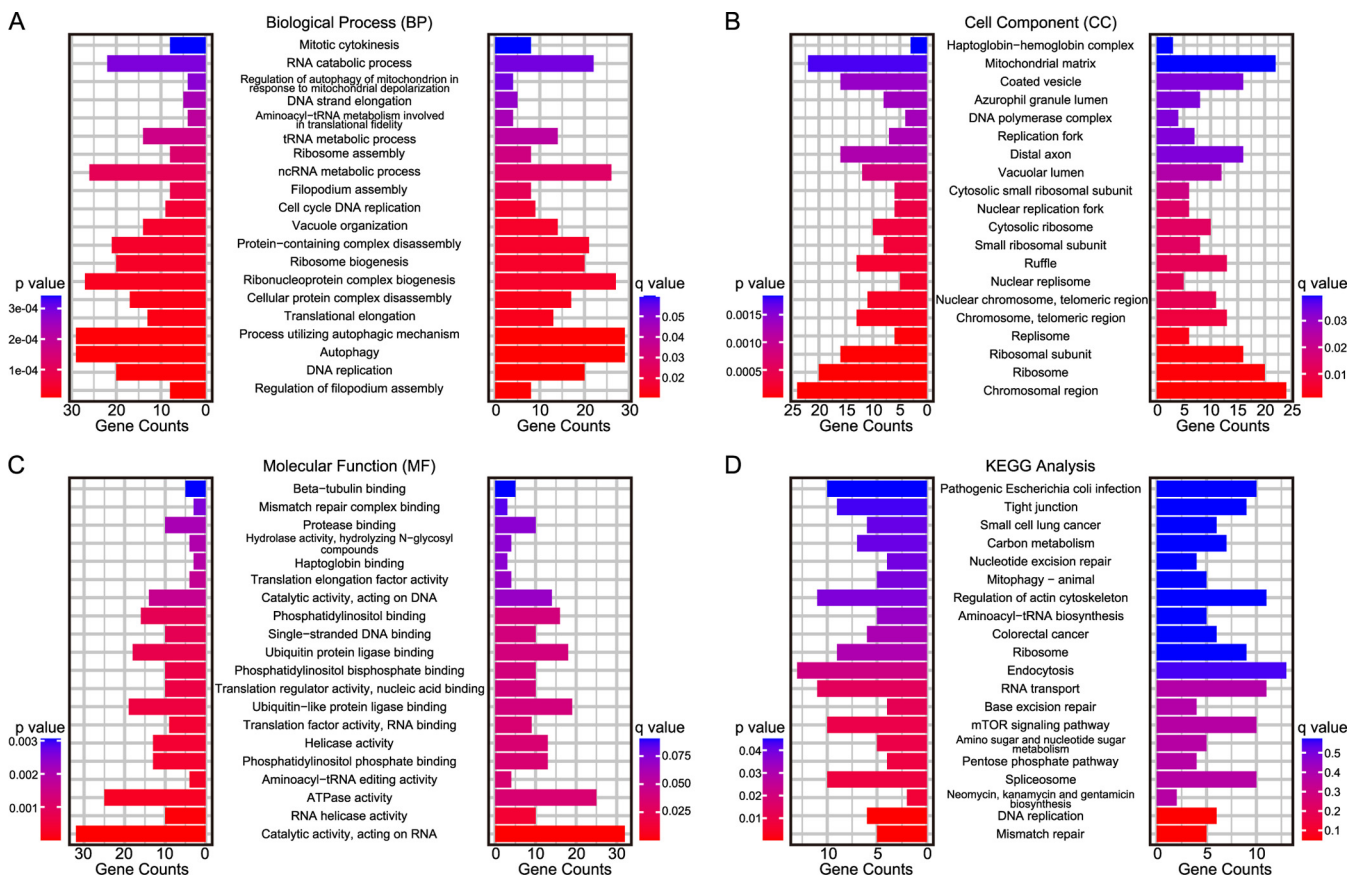 A
Biological Process (BP)
Mitotic cytokinesis
RNA catabolic process
Regulation of autophagy of mitochondrion in
response to mitochondrial depolarization
DNA strand elongation
Aminoacyl−tRNA metabolism involved
in translational fidelity
tRNA metabolic process
Ribosome assembly
ncRNA metabolic process
Filopodium assembly
Cell cycle DNA replication
Vacuole organization
Protein−containing complex disassembly
Ribosome biogenesis
Ribonucleoprotein complex biogenesis
Cellular protein complex disassembly
Translational elongation
Process utilizing autophagic mechanism
Autophagy
DNA replication
Regulation of filopodium assembly
p value
3e−04
2e−04
1e−04
q value
0.05
0.04
0.03
0.02
30 20 10 0
0 10 20 30
Gene Counts
Gene Counts
B
Cell Component (CC)
Haptoglobin−hemoglobin complex
Mitochondrial matrix
Coated vesicle
Azurophil granule lumen
DNA polymerase complex
Replication fork
Distal axon
Vacuolar lumen
Cytosolic small ribosomal subunit
Nuclear replication fork
Cytosolic ribosome
Small ribosomal subunit
Ruffle
Nuclear replisome
Nuclear chromosome, telomeric region
Chromosome, telomeric region
Replisome
Ribosomal subunit
Ribosome
Chromosomal region
p value
0.0015
0.0010
0.0005
q value
0.03
0.02
0.01
25 20 15 10 5 0
0 5 10 15 20 25
Gene Counts
Gene Counts
C
Molecular Function (MF)
Beta−tubulin binding
Mismatch repair complex binding
Protease binding
Hydrolase activity, hydrolyzing N−glycosyl
compounds
Haptoglobin binding
Translation elongation factor activity
Catalytic activity, acting on DNA
Phosphatidylinositol binding
Single−stranded DNA binding
Ubiquitin protein ligase binding
Phosphatidylinositol bisphosphate binding
Translation regulator activity, nucleic acid binding
Ubiquitin−like protein ligase binding
Translation factor activity, RNA binding
Helicase activity
Phosphatidylinositol phosphate binding
Aminoacyl−tRNA editing activity
ATPase activity
RNA helicase activity
Catalytic activity, acting on RNA
p value
0.003
0.002
0.001
q value
0.075
0.050
0.025
30 20 10 0
0 10 20 30
Gene Counts
Gene Counts
D
KEGG Analysis
Pathogenic Escherichia coli infection
Tight junction
Small cell lung cancer
Carbon metabolism
Nucleotide excision repair
Mitophagy − animal
Regulation of actin cytoskeleton
Aminoacyl−tRNA biosynthesis
Colorectal cancer
Ribosome
Endocytosis
RNA transport
Base excision repair
mTOR signaling pathway
Amino sugar and nucleotide sugar
metabolism
Pentose phosphate pathway
Spliceosome
Neomycin, kanamycin and gentamicin
biosynthesis
DNA replication
Mismatch repair
p value
0.04
0.03
0.02
0.01
q value
0.5
0.4
0.3
0.2
0.1
10 5 0
0 5 10
Gene Counts
Gene Counts